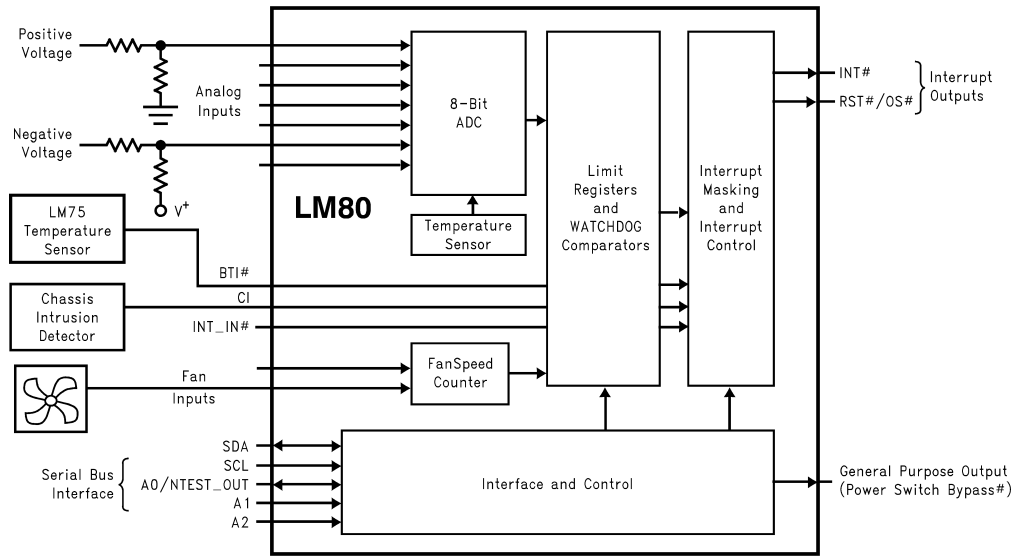 Positive
Voltage
Analog
Inputs
Negative
Voltage
V+
8-Bit
ADC
LM80
Temperature
Sensor
LM75
Temperature
Sensor
BTI#
Chassis
Intrusion
Detector
CI
INT_IN#
Fan
Inputs
FanSpeed
Counter
Limit
Registers
and
WATCHDOG
Comparators
Interrupt
Masking
and
Interrupt
Control
INT#
RST#/OS#
Interrupt
Outputs
Serial Bus
Interface
SDA
SCL
A0/NTEST_OUT
A1
A2
Interface and Control
General Purpose Output
(Power Switch Bypass#)